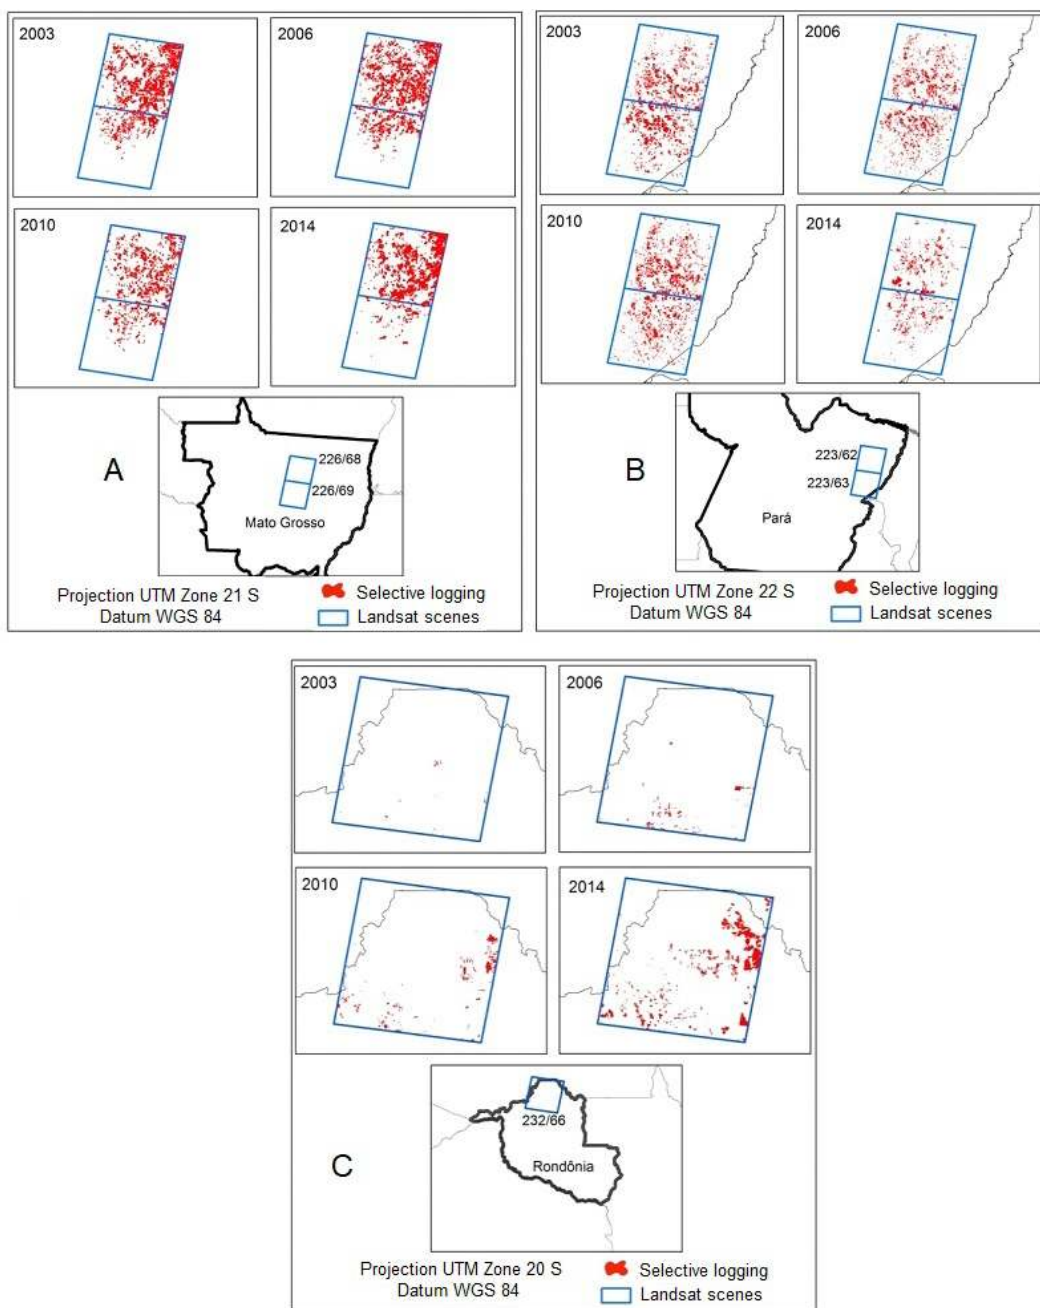 2003
2006
2010
2014
226/68
226/69
Mato Grosso
A
Projection UTM Zone 21 S
Datum WGS 84
Selective logging
Landsat scenes
2003
2006
2010
2014
223/62
223/63
Pará
B
Projection UTM Zone 22 S
Datum WGS 84
Selective logging
Landsat scenes
2003
2006
2010
2014
232/66
Rondônia
C
Projection UTM Zone 20 S
Datum WGS 84
Selective logging
Landsat scenes